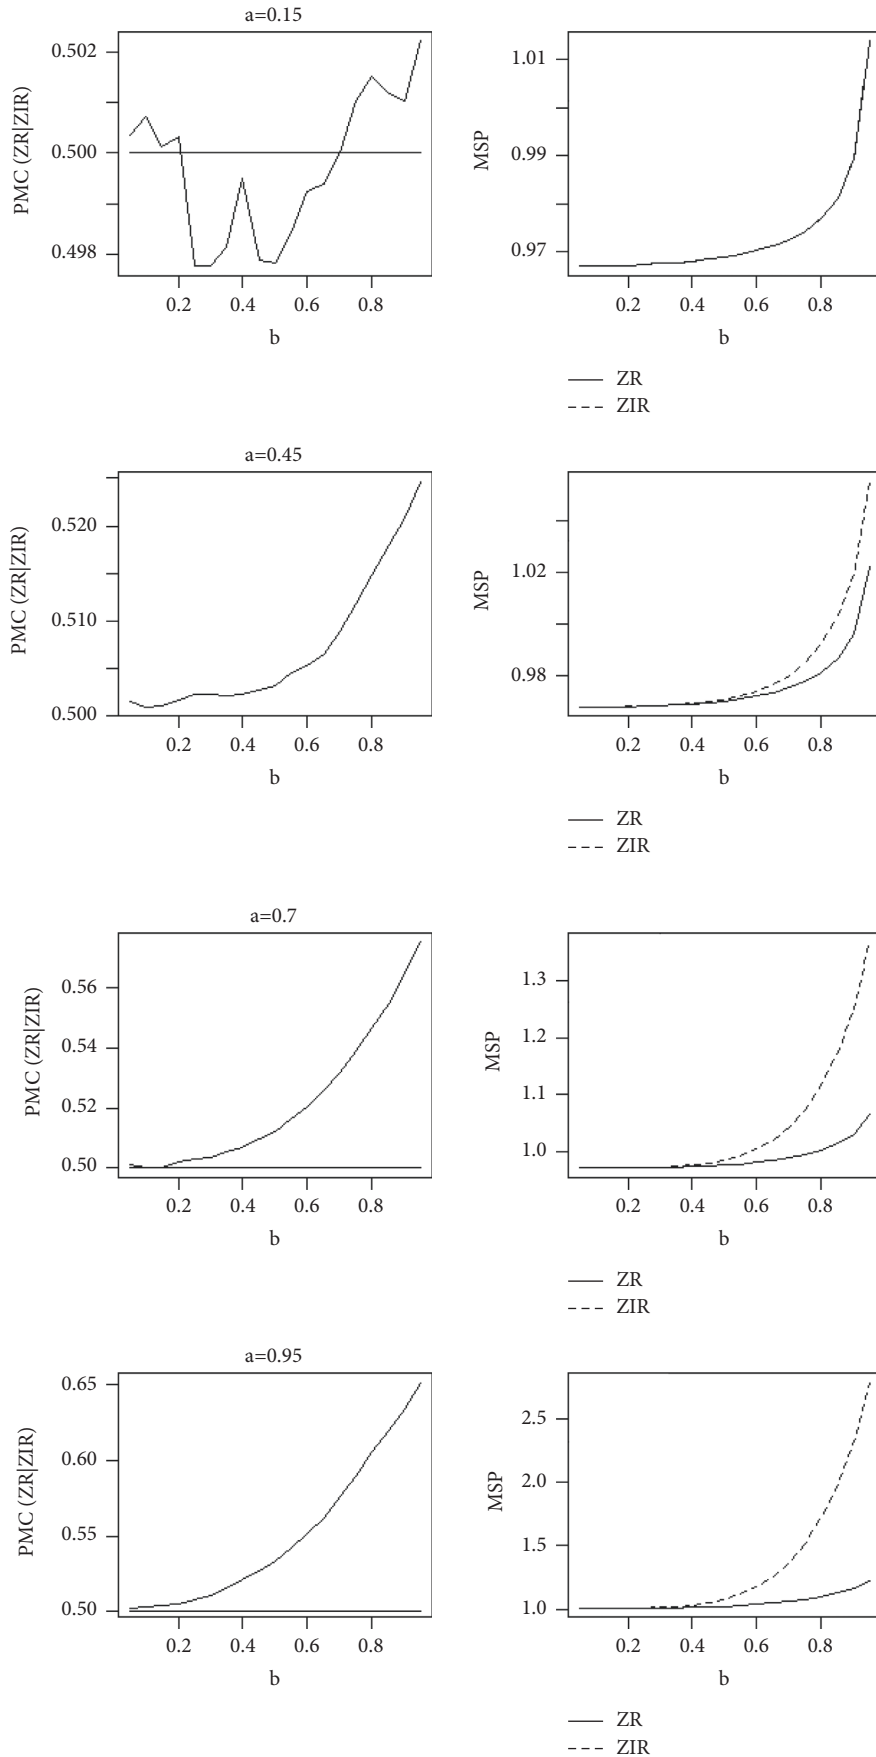 a=0.15
PMC (ZR|ZIR)
0.502
0.500
0.498
0.2 0.4 0.6 0.8
b
MSP
1.01
0.99
0.97
0.2 0.4 0.6 0.8
b
ZR
ZIR
a=0.45
PMC (ZR|ZIR)
0.520
0.510
0.500
0.2 0.4 0.6 0.8
b
MSP
1.02
0.98
0.2 0.4 0.6 0.8
b
ZR
ZIR
a=0.7
PMC (ZR|ZIR)
0.56
0.54
0.52
0.50
0.2 0.4 0.6 0.8
b
MSP
1.3
1.2
1.1
1.0
0.2 0.4 0.6 0.8
b
ZR
ZIR
a=0.95
PMC (ZR|ZIR)
0.65
0.60
0.55
0.50
0.2 0.4 0.6 0.8
b
MSP
2.5
2.0
1.5
1.0
0.2 0.4 0.6 0.8
b
ZR
ZIR